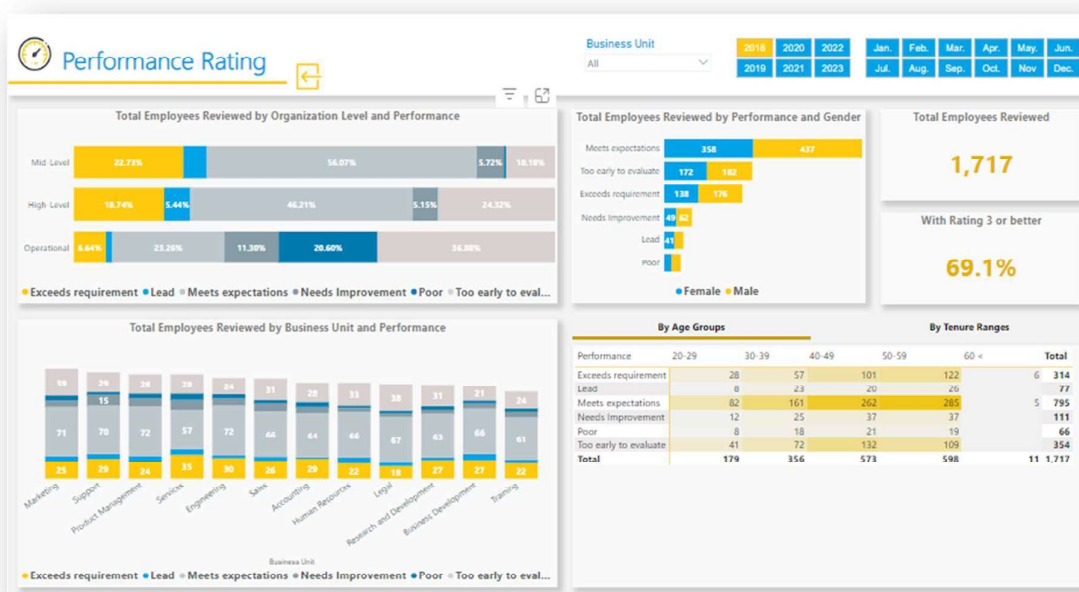 Performance Rating
Business Unit
All
2018 2020 2022
2019 2021 2023
Jan. Feb. Mar. Apr. May. Jun.
Jul. Aug. Sep. Oct. Nov Dec.
Total Employees Reviewed by Organization Level and Performance
Mid-Level 22.73% 56.07% 5.72% 18.18%
High Level 18.74% 5.44% 46.21% 5.15% 24.32%
Operational 6.64% 23.26% 11.30% 20.60%
Exceeds requirement Lead Meets expectations Needs Improvement Poor Too early to eval...
Total Employees Reviewed by Performance and Gender
Meets expectations 358 437
Too early to evaluate 172 182
Exceeds requirement 138 176
Needs Improvement 49 62
Lead 41
Poor
Female Male
Total Employees Reviewed
1,717
With Rating 3 or better
69.1%
Total Employees Reviewed by Business Unit and Performance
31 28 33 38 31 21 24
15
71 70 72 57 72 66 64 66 67 63 66 61
25 29 24 35 30 26 29 22 18 27 27 22
Marketing Support Product Management Services Engineering Sales Accounting Human Resources Legal Research and Development Business Development Training
Business Unit
Exceeds requirement Lead Meets expectations Needs Improvement Poor Too early to eval...
By Age Groups By Tenure Ranges
Performance 20-29 30-39 40-49 50-59 60 < Total
Exceeds requirement 28 57 101 122 6 314
Lead 8 23 20 26 77
Meets expectations 82 161 262 285 5 795
Needs Improvement 12 25 37 37 111
Poor 8 18 21 19 66
Too early to evaluate 41 72 132 109 354
Total 179 356 573 598 11 1,717